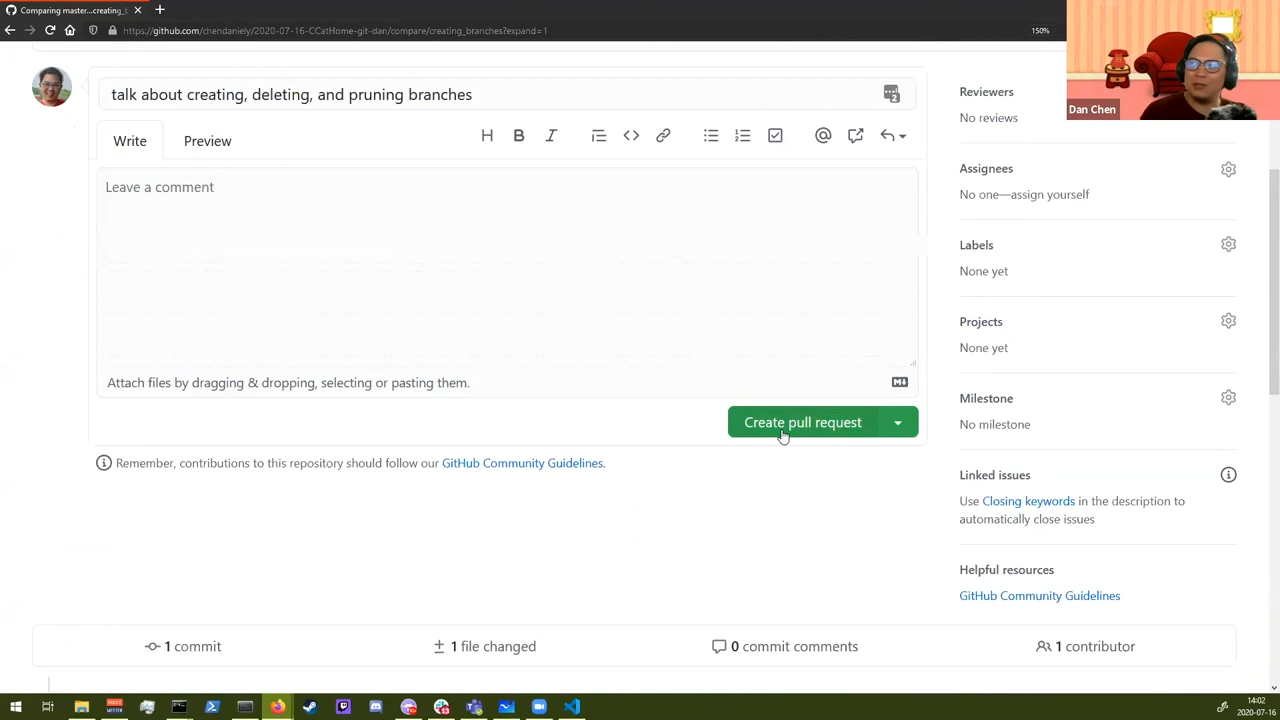 Comparing master...creating_b
https://github.com/chendaniely/2020-07-16-CCatHome-git-dan/compare/creating_branches?expand=1
150%
Dan Chen
talk about creating, deleting, and pruning branches
2
Write
Preview
Leave a comment
Attach files by dragging & dropping, selecting or pasting them.
Create pull request
Remember, contributions to this repository should follow our GitHub Community Guidelines.
Reviewers
No reviews
Assignees
No one—assign yourself
Labels
None yet
Projects
None yet
Milestone
No milestone
Linked issues
Use Closing keywords in the description to
automatically close issues
Helpful resources
GitHub Community Guidelines
1 commit
1 file changed
0 commit comments
1 contributor
14:02
2020-07-16